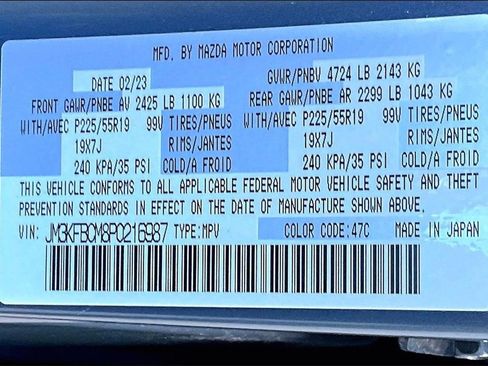 MFD. BY MAZDA MOTOR CORPORATION
DATE 02/23 GVWR/PNBV 4724 LB 2143 KG
FRONT GAWR/PNBE AV 2425 LB 1100 KG REAR GAWR/PNBE AR 2299 LB 1043 KG
WITH/AVEC P225/55R19 99V TIRES/PNEUS WITH/AVEC P225/55R19 99V TIRES/PNEUS
19X7J RIMS/JANTES 19X7J RIMS/JANTES
240 KPA/35 PSI COLD/A FROID 240 KPA/35 PSI COLD/A FROID
THIS VEHICLE CONFORMS TO ALL APPLICABLE FEDERAL MOTOR VEHICLE SAFETY AND THEFT
PREVENTION STANDARDS IN EFFECT ON THE DATE OF MANUFACTURE SHOWN ABOVE.
VIN: JM3KFBCM8P0216987 TYPE:MPV COLOR CODE:47C MADE IN JAPAN